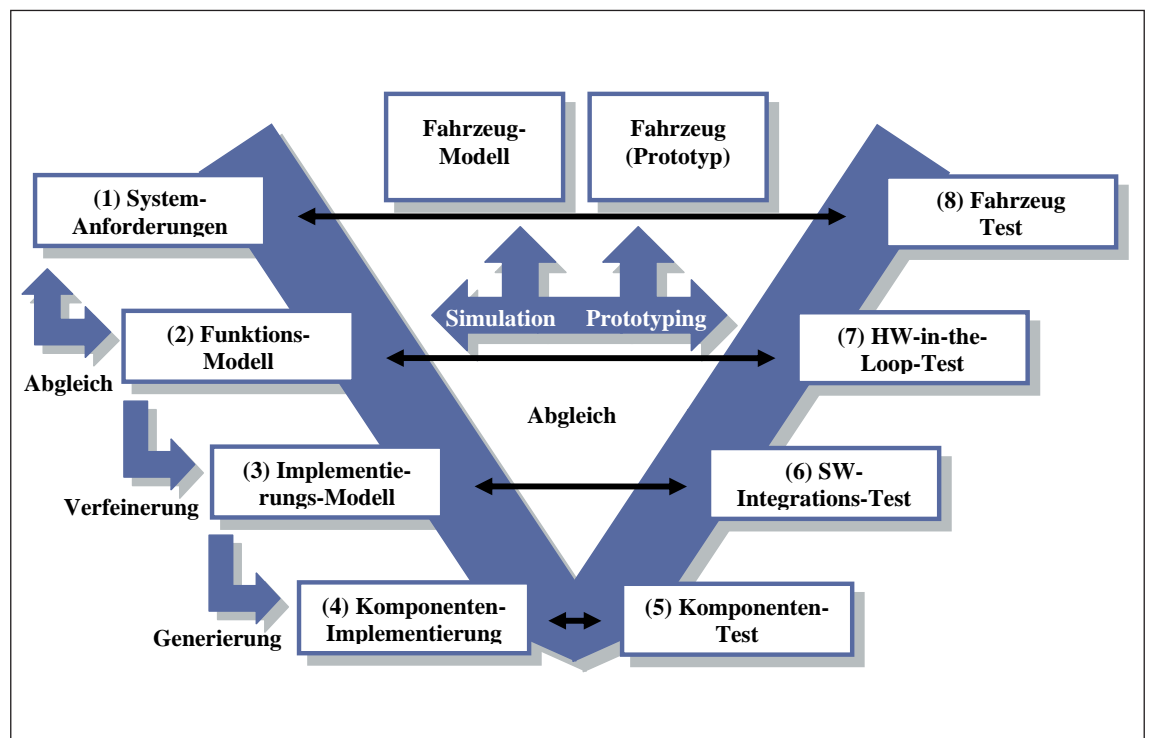 Fahrzeug-
Modell
Fahrzeug
(Prototyp)
(1) System-
Anforderungen
(8) Fahrzeug
Test
Simulation
Prototyping
(2) Funktions-
Modell
(7) HW-in-the-
Loop-Test
Abgleich
Abgleich
(3) Implementie-
rungs-Modell
(6) SW-
Integrations-Test
Verfeinerung
(4) Komponenten-
Implementierung
(5) Komponenten-
Test
Generierung